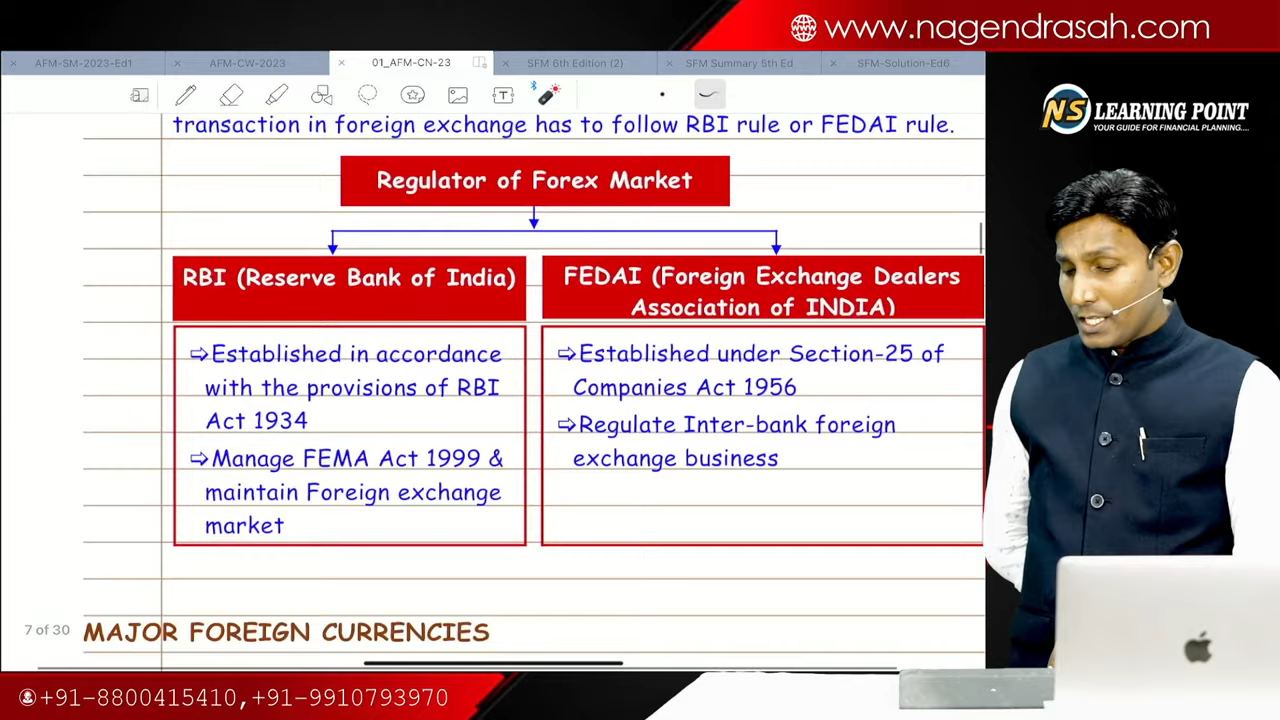 www.nagendrasah.com
AFM-SM-2023-Ed1
AFM-CW-2023
01_AFM-CN-23
SFM 6th Edition (2)
SFM Summary 5th Ed
SFM-Solution-Ed6
NS LEARNING POINT
YOUR GUIDE FOR FINANCIAL PLANNING....
transaction in foreign exchange has to follow RBI rule or FEDAI rule.
Regulator of Forex Market
RBI (Reserve Bank of India)
⇨Established in accordance
with the provisions of RBI
Act 1934
⇨Manage FEMA Act 1999 &
maintain Foreign exchange
market
FEDAI (Foreign Exchange Dealers
Association of INDIA)
⇨Established under Section-25 of
Companies Act 1956
⇨Regulate Inter-bank foreign
exchange business
7 of 30
MAJOR FOREIGN CURRENCIES
+91-8800415410,+91-9910793970